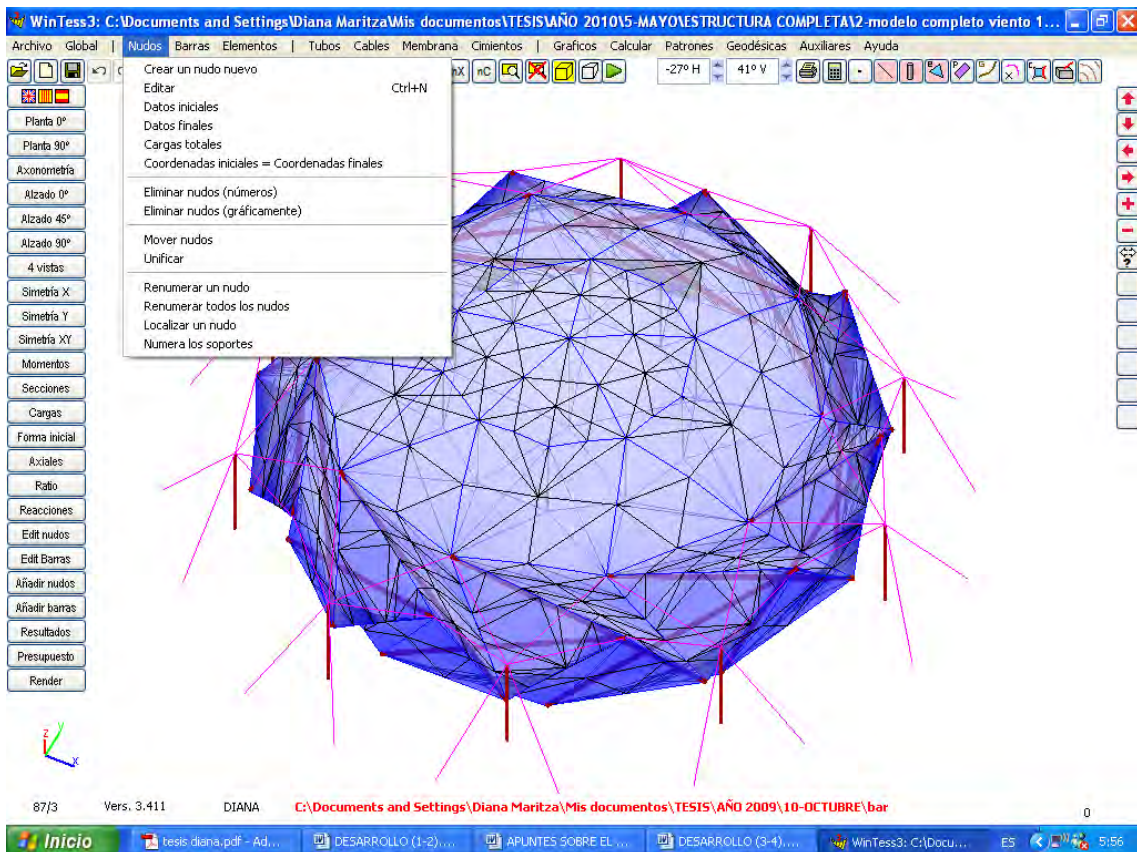 WinTess3: C:\Documents and Settings\Diana Maritza\Mis documentos\TESIS\AÑO 2010\5-MAYO\ESTRUCTURA COMPLETA\2-modelo completo viento 1...
Archivo Global | Nudos Barras Elementos | Tubos Cables Membrana Cimientos | Graficos Calcular Patrones Geodésicas Auxiliares Ayuda
nC -27º H 41º V
Crear un nudo nuevo
Editar Ctrl+N
Datos iniciales
Datos finales
Cargas totales
Coordenadas iniciales = Coordenadas finales
Eliminar nudos (números)
Eliminar nudos (gráficamente)
Mover nudos
Unificar
Renumerar un nudo
Renumerar todos los nudos
Localizar un nudo
Numera los soportes
Planta 0º
Planta 90º
Axonometría
Alzado 0º
Alzado 45º
Alzado 90º
4 vistas
Simetría X
Simetría Y
Simetría XY
Momentos
Secciones
Cargas
Forma inicial
Axiales
Ratio
Reacciones
Edit nudos
Edit Barras
Añadir nudos
Añadir barras
Resultados
Presupuesto
Render
?
z y
x
87/3 Vers. 3.411 DIANA C:\Documents and Settings\Diana Maritza\Mis documentos\TESIS\AÑO 2009\10-OCTUBRE\bar 0
Inicio tesis diana.pdf - Ad... DESARROLLO (1-2).... APUNTES SOBRE EL ... DESARROLLO (3-4).... WinTess3: C:\Docu... ES 5:56